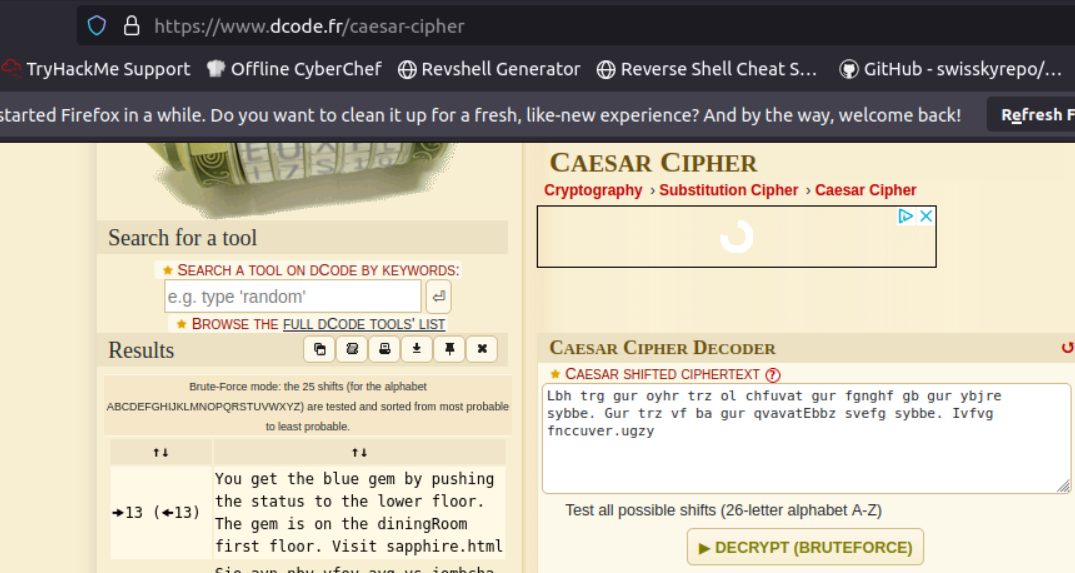 https://www.dcode.fr/caesar-cipher
TryHackMe Support Offline CyberChef Revshell Generator Reverse Shell Cheat S... GitHub - swisskyrepo/...
started Firefox in a while. Do you want to clean it up for a fresh, like-new experience? And by the way, welcome back! Refresh F
Search for a tool
SEARCH A TOOL ON DCODE BY KEYWORDS:
e.g. type 'random'
BROWSE THE FULL DCODE TOOLS' LIST
Results
Brute-Force mode: the 25 shifts (for the alphabet
ABCDEFGHIJKLMNOPQRSTUVWXYZ) are tested and sorted from most probable
to least probable.
↑↓ ↑↓
➔13 (🠔13)
You get the blue gem by pushing
the status to the lower floor.
The gem is on the diningRoom
first floor. Visit sapphire.html
CAESAR CIPHER
Cryptography › Substitution Cipher › Caesar Cipher
CAESAR CIPHER DECODER
CAESAR SHIFTED CIPHERTEXT ?
Lbh trg gur oyhr trz ol chfuvat gur fgnghf gb gur ybjre
sybbe. Gur trz vf ba gur qvavatEbbz svefg sybbe. Ivfvg
fnccuver.ugzy
Test all possible shifts (26-letter alphabet A-Z)
▶ DECRYPT (BRUTEFORCE)